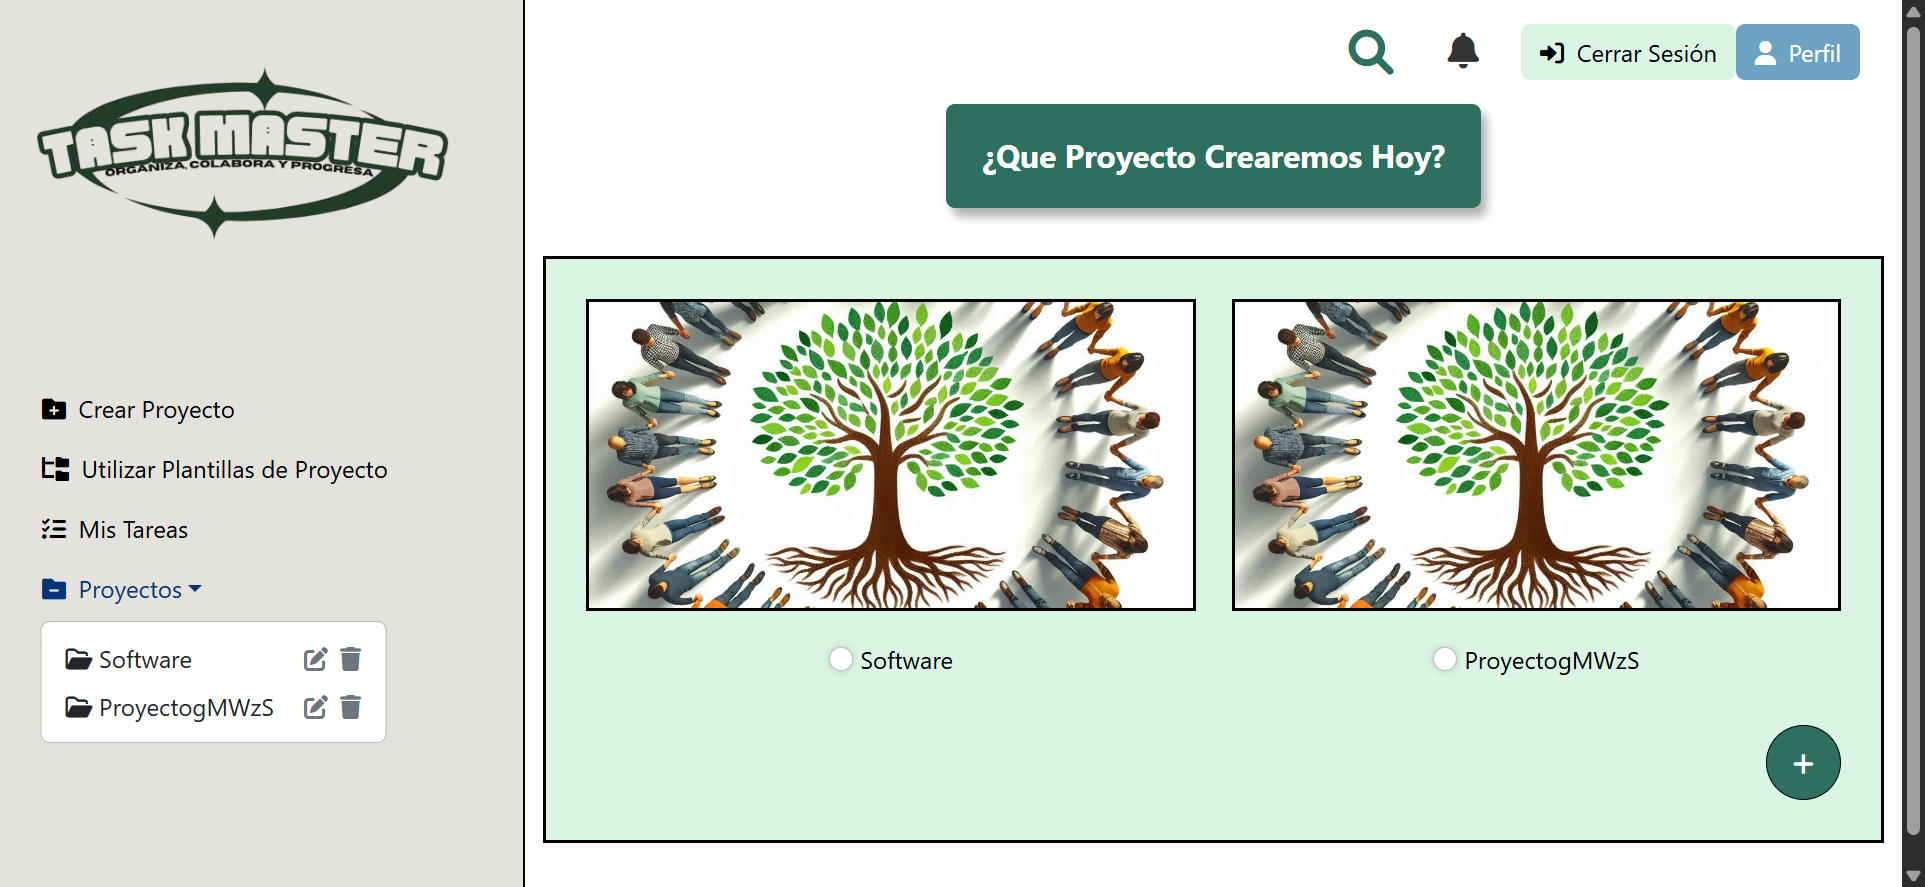 TASK MASTER
ORGANIZA, COLABORA Y PROGRESA
Crear Proyecto
Utilizar Plantillas de Proyecto
Mis Tareas
Proyectos
Software
ProyectogMWzS
Cerrar Sesión
Perfil
¿Que Proyecto Crearemos Hoy?
Software
ProyectogMWzS